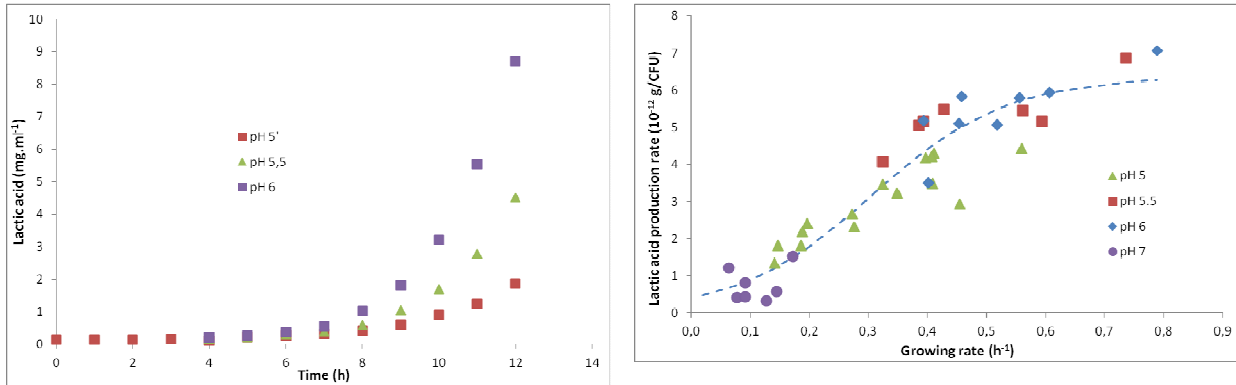 10
9
8
7
6
5
4
3
2
1
0
Lactic acid (mg.ml⁻¹)
pH 5'
pH 5,5
pH 6
0 2 4 6 8 10 12 14
Time (h)
8
7
6
5
4
3
2
1
0
Lactic acid production rate (10⁻¹² g/CFU)
pH 5
pH 5.5
pH 6
pH 7
0,0 0,1 0,2 0,3 0,4 0,5 0,6 0,7 0,8 0,9
Growing rate (h⁻¹)